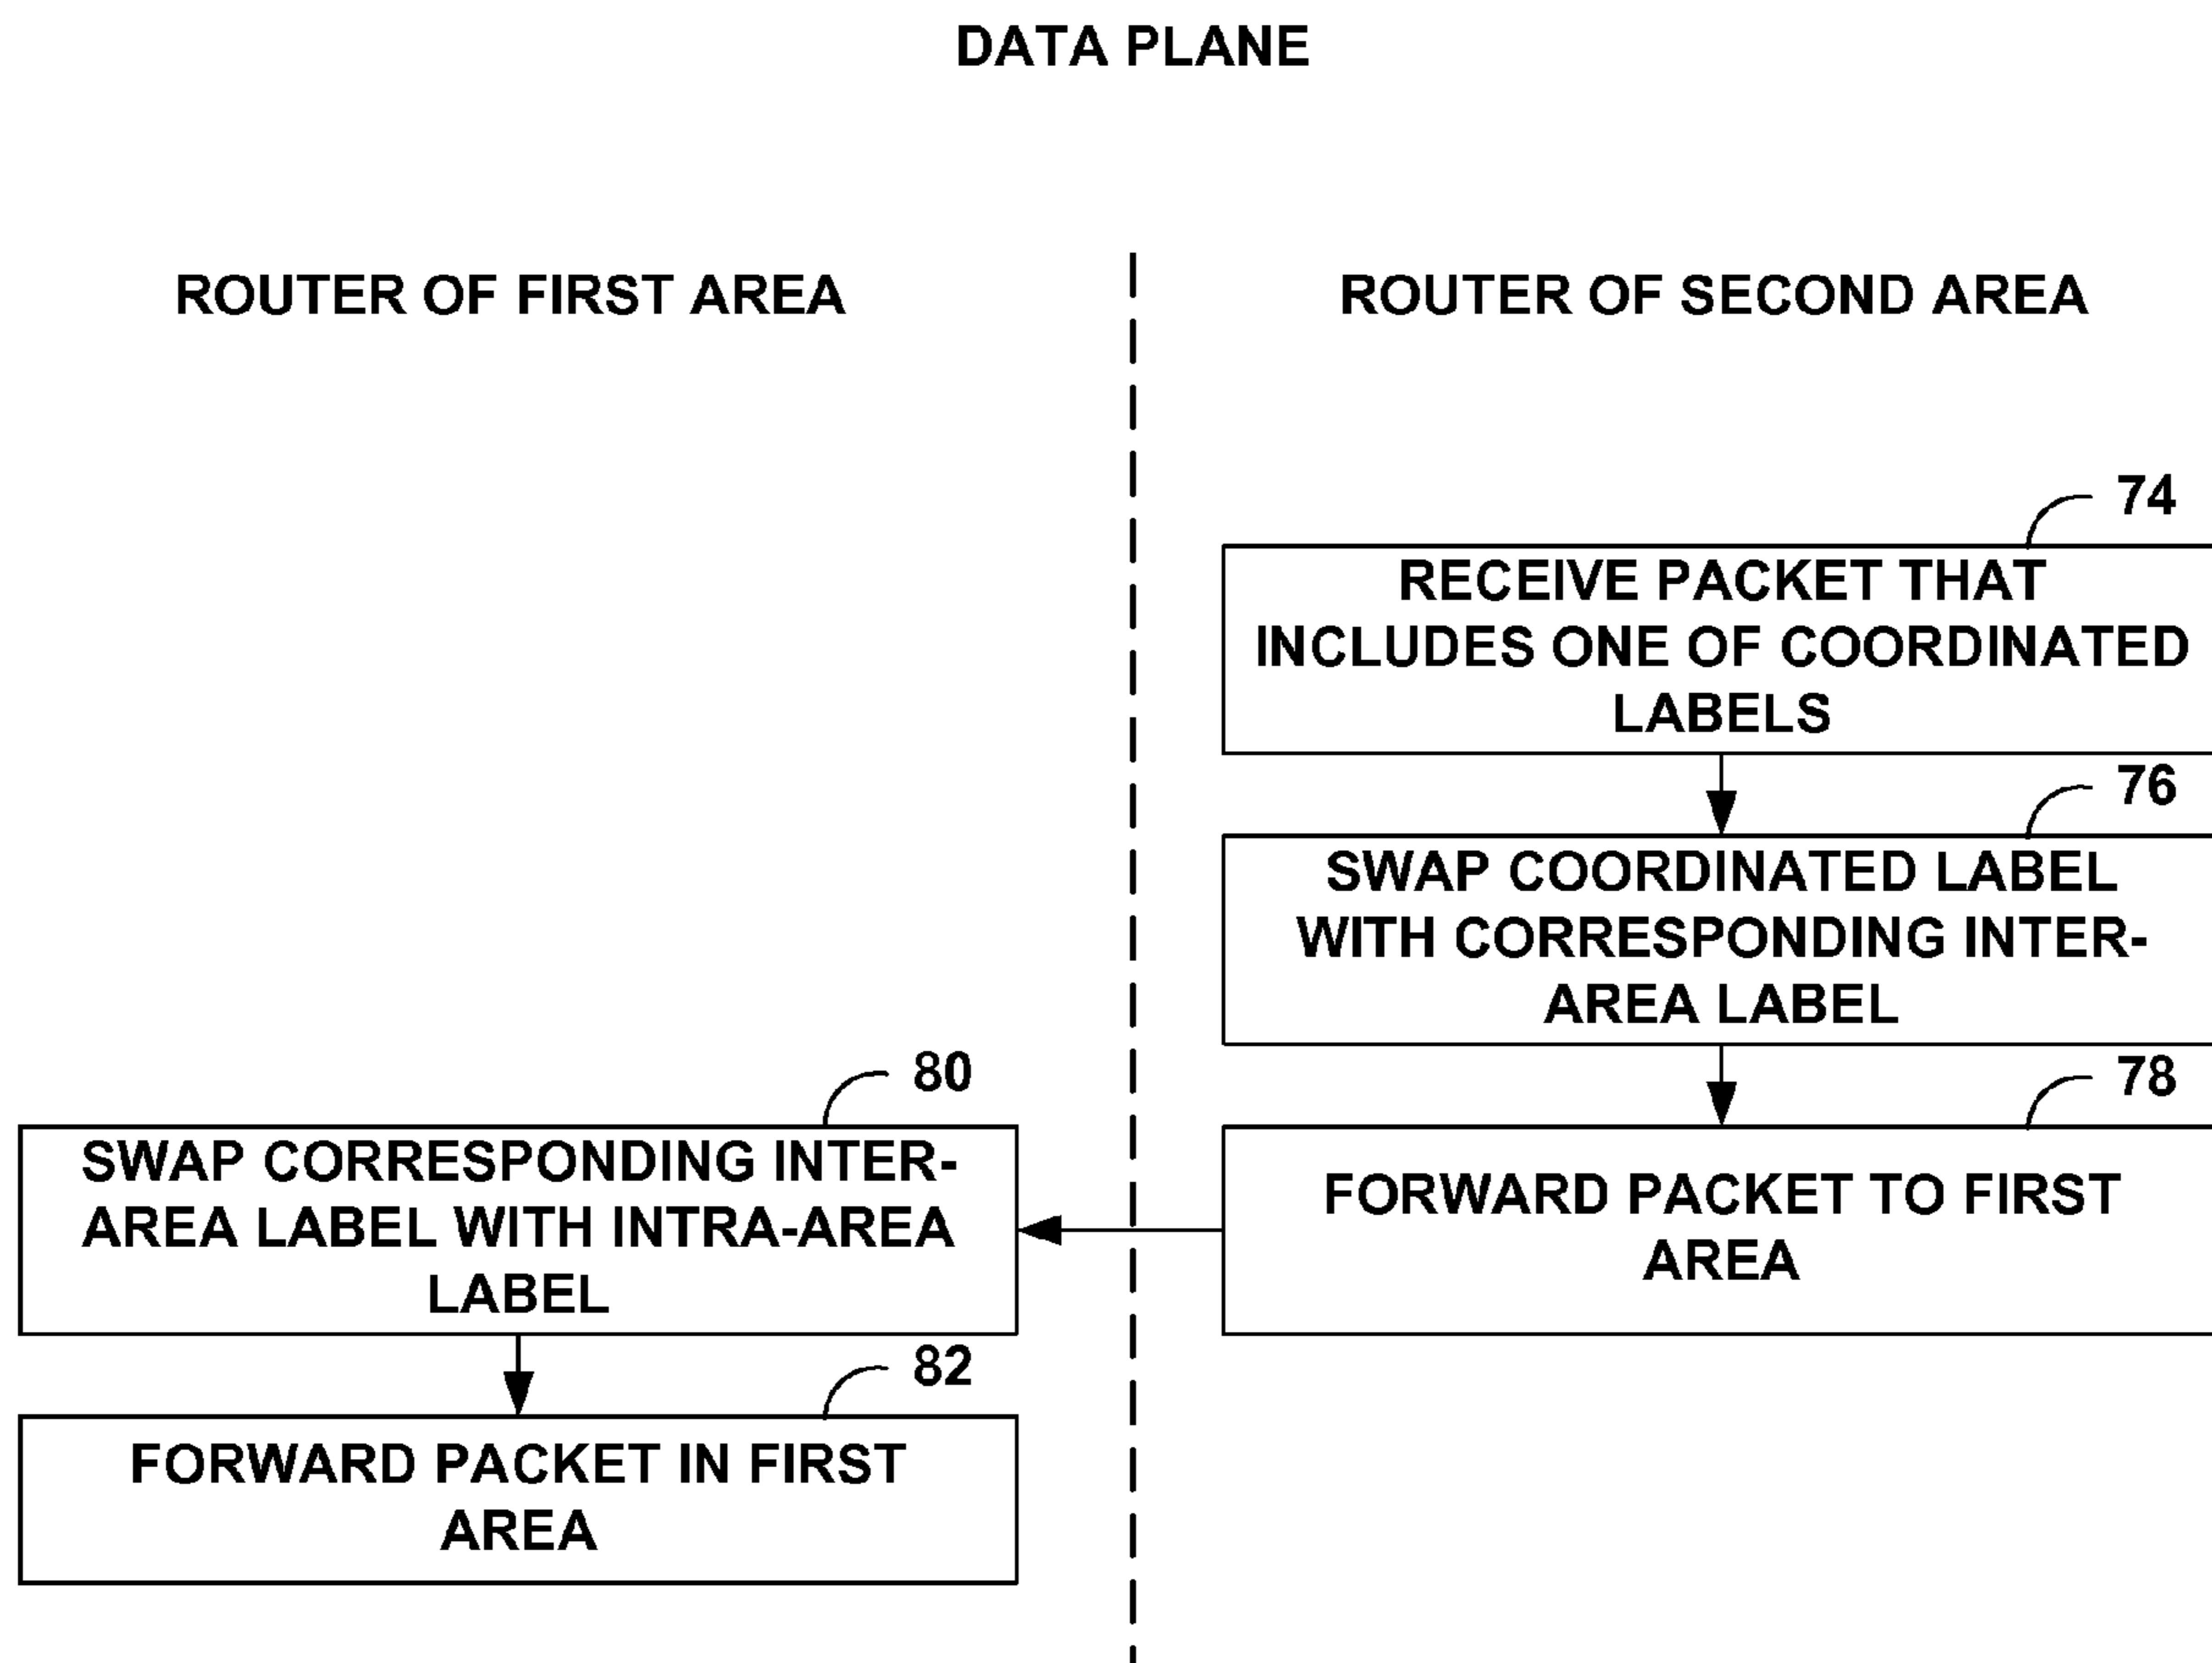 DATA PLANE
ROUTER OF FIRST AREA
ROUTER OF SECOND AREA
74
RECEIVE PACKET THAT
INCLUDES ONE OF COORDINATED
LABELS
76
SWAP COORDINATED LABEL
WITH CORRESPONDING INTER-
AREA LABEL
78
FORWARD PACKET TO FIRST
AREA
80
SWAP CORRESPONDING INTER-
AREA LABEL WITH INTRA-AREA
LABEL
82
FORWARD PACKET IN FIRST
AREA